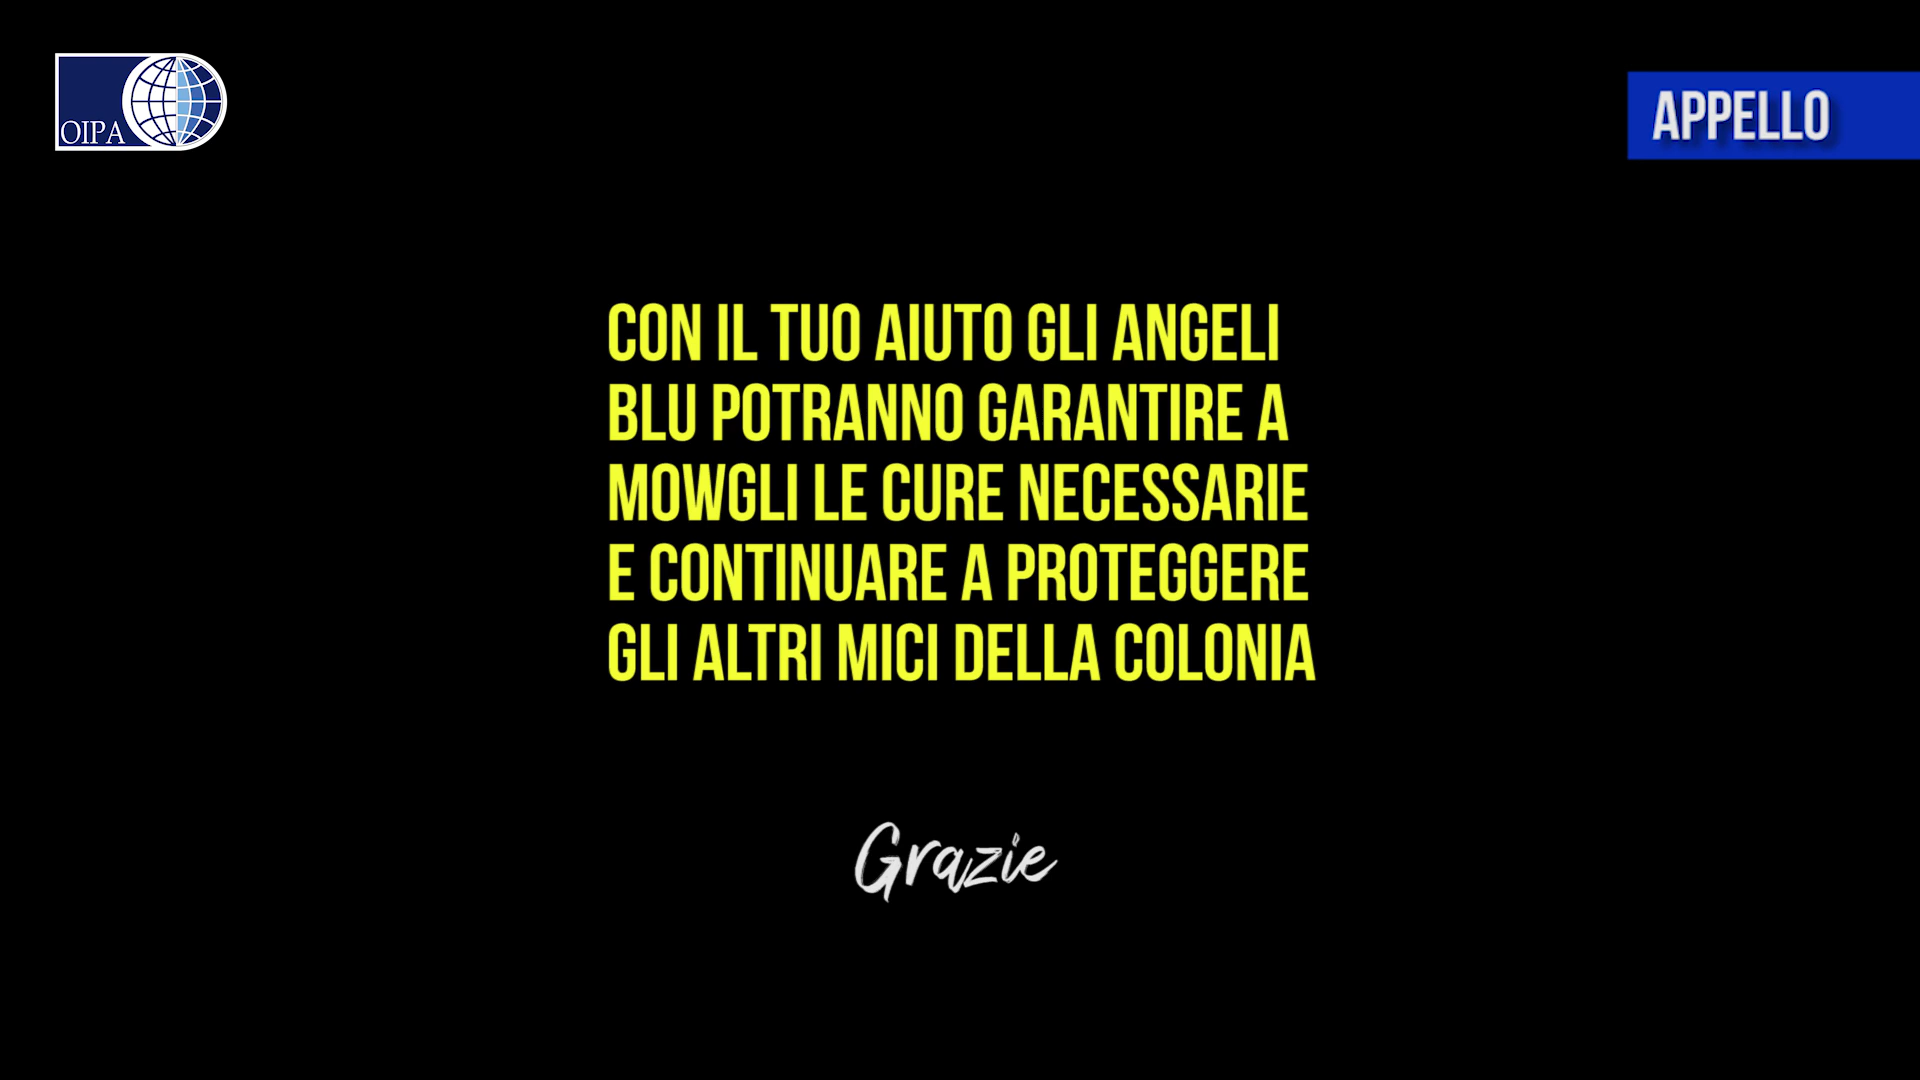 OIPA
APPELLO
CON IL TUO AIUTO GLI ANGELI
BLU POTRANNO GARANTIRE A
MOWGLI LE CURE NECESSARIE
E CONTINUARE A PROTEGGERE
GLI ALTRI MICI DELLA COLONIA
Grazie